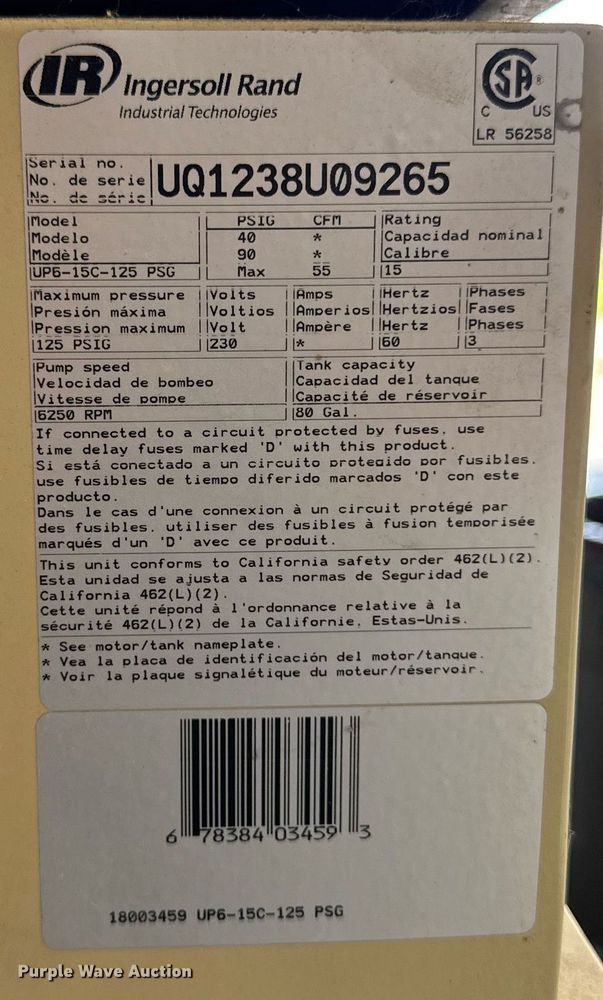 IR Ingersoll Rand
Industrial Technologies
CSA ®
C US
LR 56258
Serial no.
No. de serie
No. de série
UQ1238U09265
Model
Modelo
Modèle
UP6-15C-125 PSG
PSIG CFM
40 *
90 *
Max 55
Rating
Capacidad nominal
Calibre
15
Maximum pressure
Presión máxima
Pression maximum
125 PSIG
Volts
Voltios
Volt
230
Amps
Amperios
Ampère
*
Hertz
Hertzios
Hertz
60
Phases
Fases
Phases
3
Pump speed
Velocidad de bombeo
Vitesse de pompe
6250 RPM
Tank capacity
Capacidad del tanque
Capacité de réservoir
80 Gal.
If connected to a circuit protected by fuses, use
time delay fuses marked 'D' with this product.
Si está conectado a un circuito protegido por fusibles.
use fusibles de tiempo diferido marcados 'D' con este
producto.
Dans le cas d'une connexion à un circuit protégé par
des fusibles, utiliser des fusibles à fusion temporisée
marqués d'un 'D' avec ce produit.
This unit conforms to California safety order 462(L)(2).
Esta unidad se ajusta a las normas de Seguridad de
California 462(L)(2).
Cette unité répond à l'ordonnance relative à la
sécurité 462(L)(2) de la Californie, Estas-Unis.
* See motor/tank nameplate.
* Vea la placa de identificación del motor/tanque.
* Voir la plaque signalétique du moteur/réservoir.
6 78384 03459 3
18003459 UP6-15C-125 PSG
Purple Wave Auction